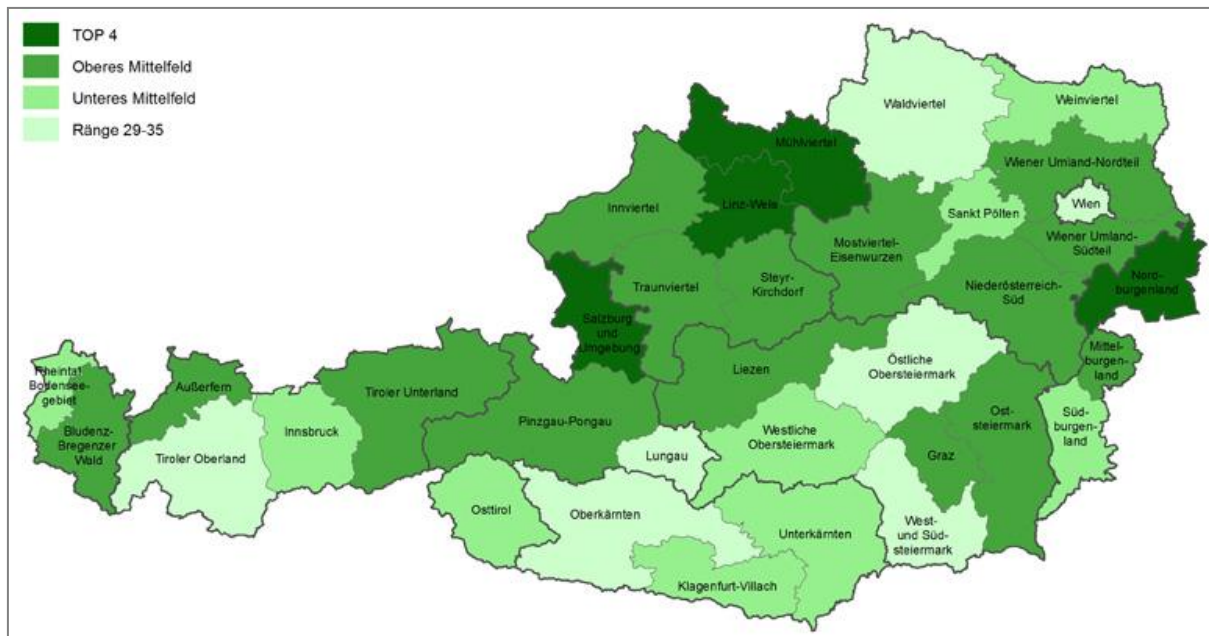 TOP 4
Oberes Mittelfeld
Unteres Mittelfeld
Ränge 29-35
Waldviertel
Weinviertel
Mühlviertel
Wiener Umland-Nordteil
Linz-Wels
Innviertel
Sankt Pölten
Wien
Mostviertel-
Eisenwurzen
Wiener Umland-
Südteil
Traunviertel
Steyr-
Kirchdorf
Niederösterreich-
Süd
Nord-
burgenland
Salzburg
und
Umgebung
Mittel-
burgen-
land
Rheintal-
Bodensee-
gebiet
Außerfern
Tiroler Unterland
Liezen
Östliche
Obersteiermark
Bludenz-
Bregenzer
Wald
Tiroler Oberland
Innsbruck
Pinzgau-Pongau
Lungau
Westliche
Obersteiermark
Graz
Ost-
steiermark
Süd-
burgen-
land
Osttirol
Oberkärnten
Unterkärnten
West-
und Süd-
steiermark
Klagenfurt-Villach